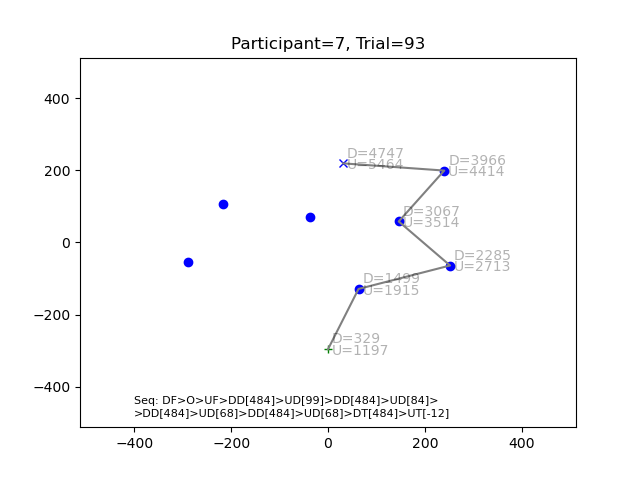 Participant=7, Trial=93
400
200
0
−200
−400
D=4747
U=5464
D=3966
U=4414
D=3067
U=3514
D=2285
U=2713
D=1499
U=1915
D=329
U=1197
Seq: DF>O>UF>DD[484]>UD[99]>DD[484]>UD[84]>
>DD[484]>UD[68]>DD[484]>UD[68]>DT[484]>UT[-12]
−400 −200 0 200 400